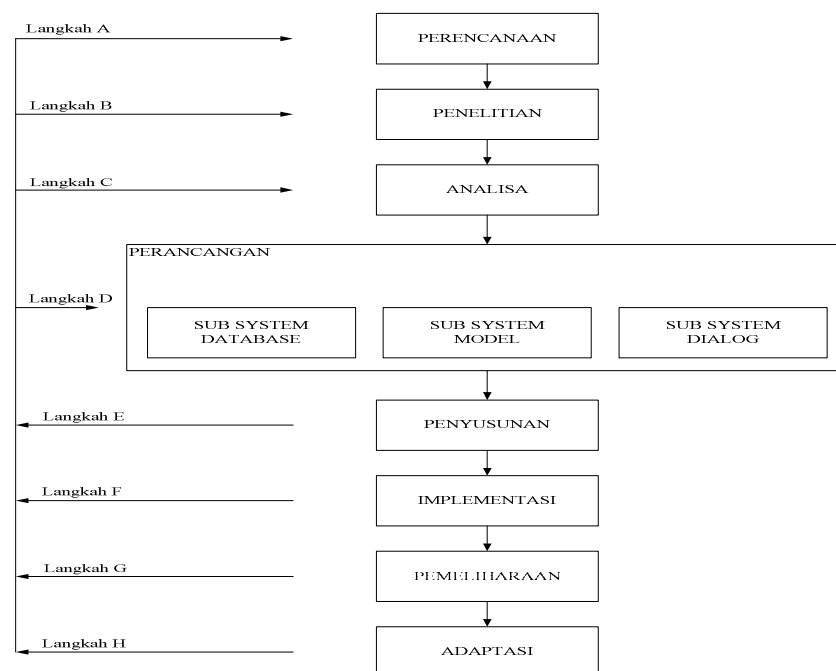 Langkah A
PERENCANAAN
Langkah B
PENELITIAN
Langkah C
ANALISA
PERANCANGAN
Langkah D
SUB SYSTEM
DATABASE
SUB SYSTEM
MODEL
SUB SYSTEM
DIALOG
Langkah E
PENYUSUNAN
Langkah F
IMPLEMENTASI
Langkah G
PEMELIHARAAN
Langkah H
ADAPTASI